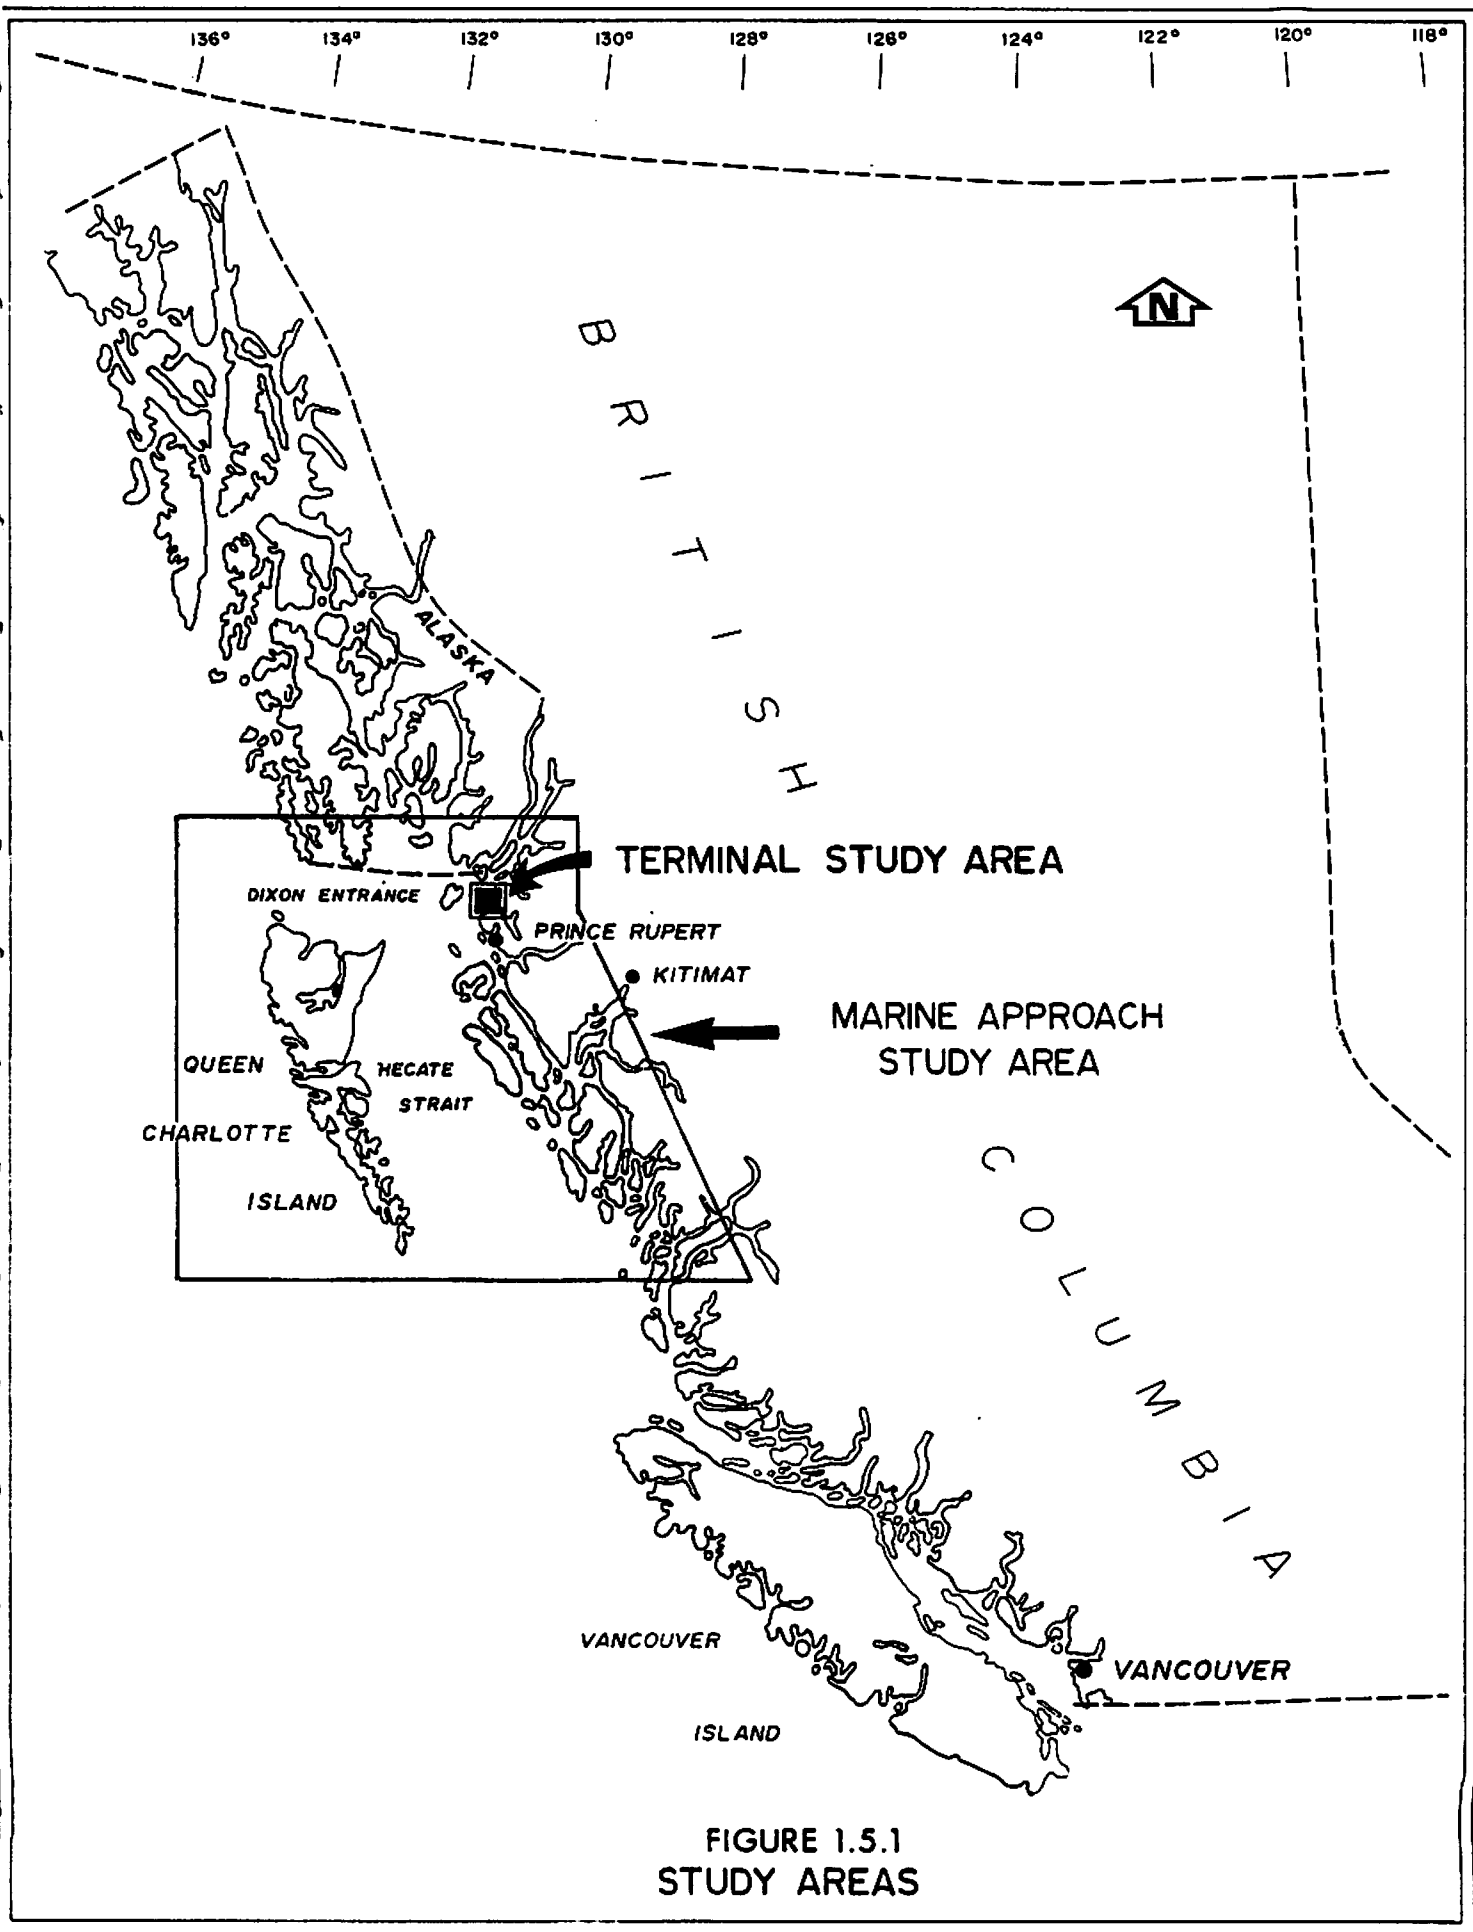 136° 134° 132° 130° 128° 126° 124° 122° 120° 118°
N
BRITISH
ALASKA
TERMINAL STUDY AREA
DIXON ENTRANCE
PRINCE RUPERT
KITIMAT
MARINE APPROACH
STUDY AREA
QUEEN
HECATE
STRAIT
CHARLOTTE
ISLAND
COLUMBIA
VANCOUVER
VANCOUVER
ISLAND
FIGURE 1.5.1
STUDY AREAS